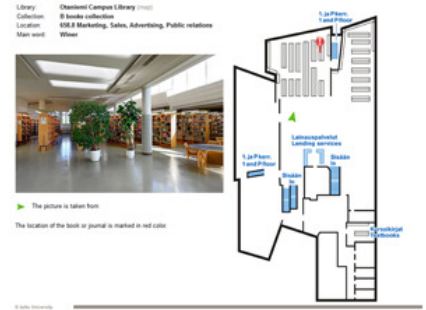 Library: Otaniemi Campus Library (map)
Collection: B books collection
Location: 658.8 Marketing, Sales, Advertising, Public relations
Main word: Winer
The picture is taken from
The location of the book or journal is marked in red color.
© Aalto University
1. ja P.kerr.
1 and P.floor
Lainauspalvelut
Lending services
1. ja P.kerr.
1 and P.floor
Sisään
In
Sisään
In
Kurssikirjat
Textbooks